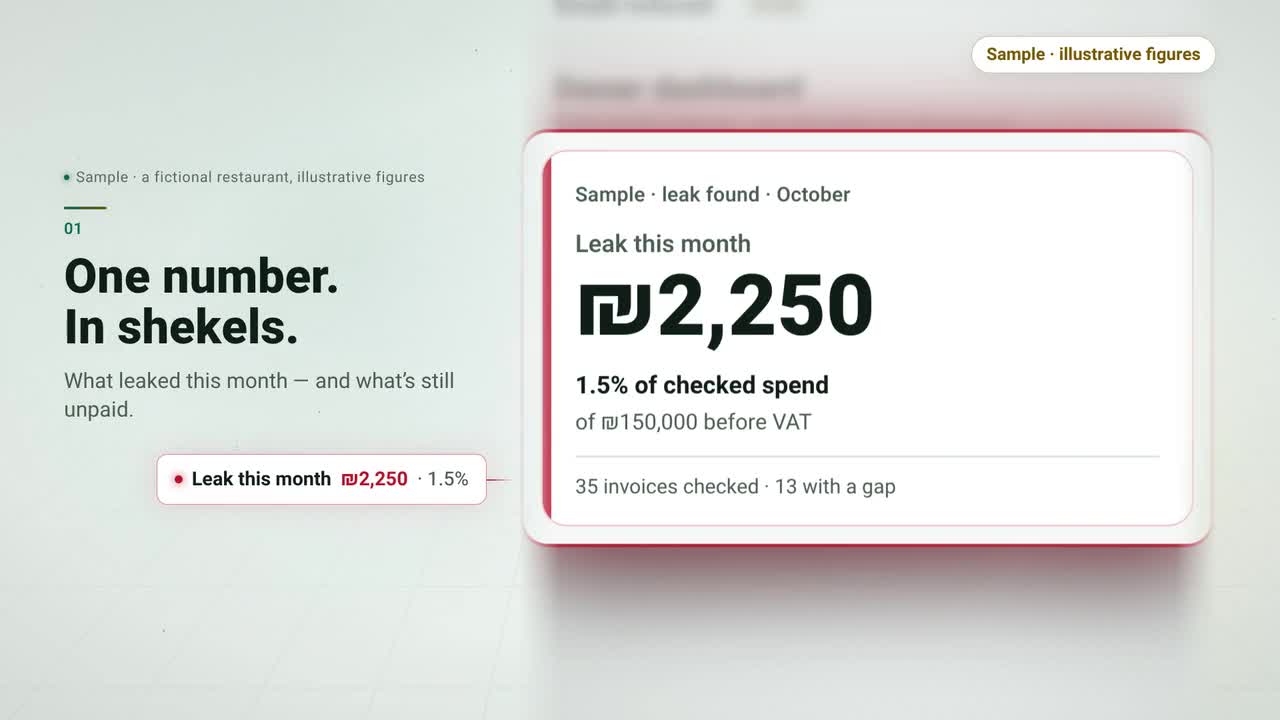 Sample · illustrative figures
Sample · a fictional restaurant, illustrative figures
01
One number.
In shekels.
What leaked this month — and what's still
unpaid.
Leak this month ₪2,250 · 1.5%
Owner dashboard
Sample · leak found · October
Leak this month
₪2,250
1.5% of checked spend
of ₪150,000 before VAT
35 invoices checked · 13 with a gap